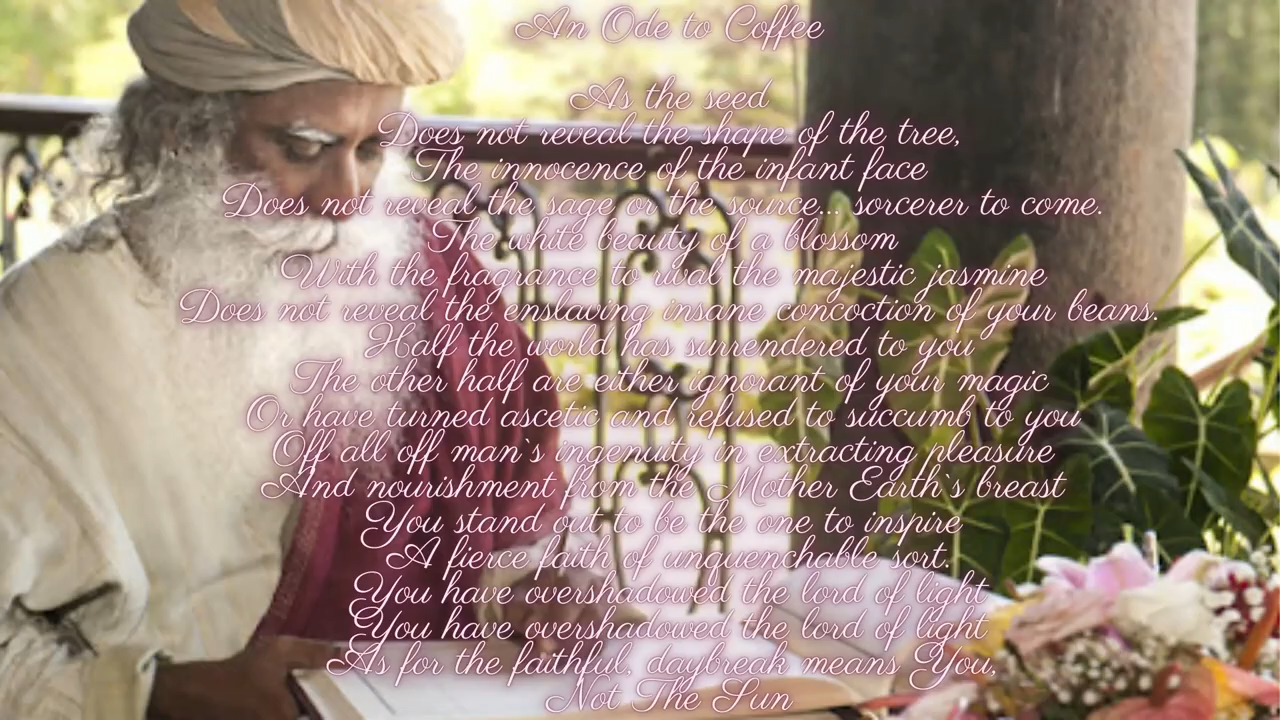 An Ode to Coffee
As the seed
Does not reveal the shape of the tree,
The innocence of the infant face
Does not reveal the sage or the source... sorcerer to come.
The white beauty of a blossom
With the fragrance to rival the majestic jasmine
Does not reveal the enslaving insane concoction of your beans.
Half the world has surrendered to you
The other half are either ignorant of your magic
Or have turned ascetic and refused to succumb to you
Off all off man`s ingenuity in extracting pleasure
And nourishment from the Mother Earth`s breast
You stand out to be the one to inspire
A fierce faith of unquenchable sort.
You have overshadowed the lord of light
You have overshadowed the lord of light
As for the faithful, daybreak means You,
Not The Sun